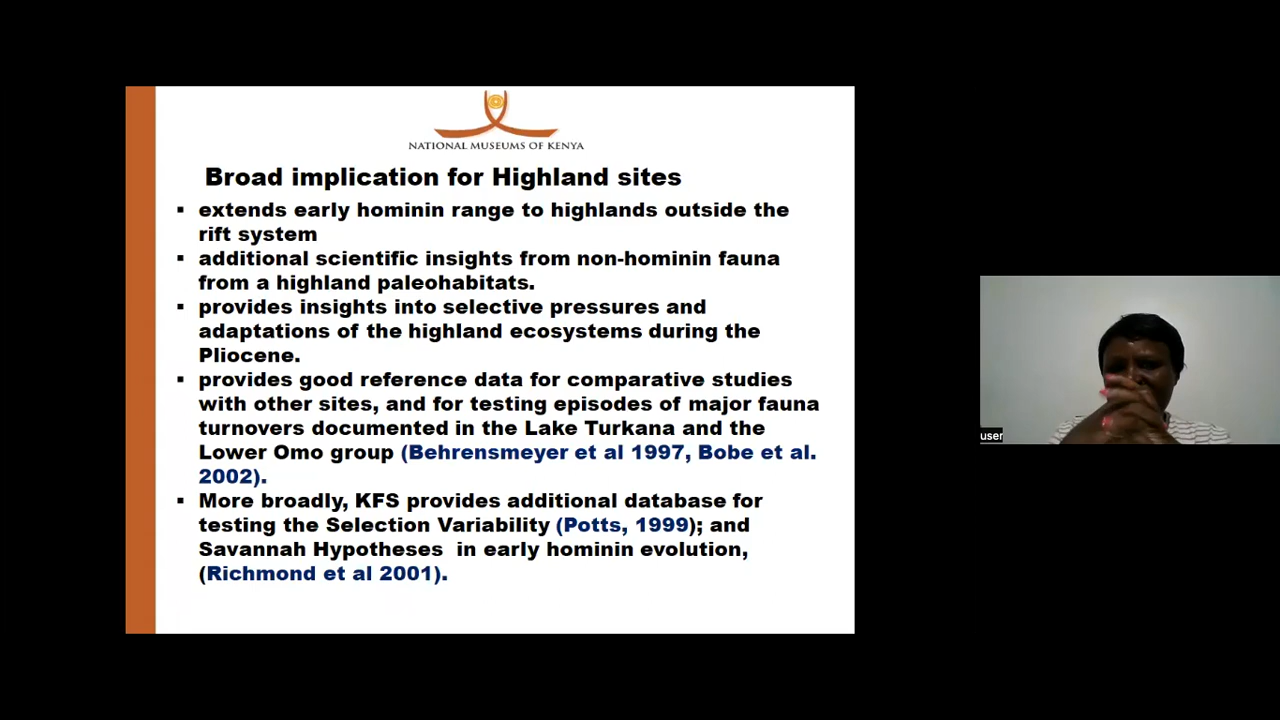 NATIONAL MUSEUMS OF KENYA
Broad implication for Highland sites
▪ extends early hominin range to highlands outside the
rift system
▪ additional scientific insights from non-hominin fauna
from a highland paleohabitats.
▪ provides insights into selective pressures and
adaptations of the highland ecosystems during the
Pliocene.
▪ provides good reference data for comparative studies
with other sites, and for testing episodes of major fauna
turnovers documented in the Lake Turkana and the
Lower Omo group (Behrensmeyer et al 1997, Bobe et al.
2002).
▪ More broadly, KFS provides additional database for
testing the Selection Variability (Potts, 1999); and
Savannah Hypotheses in early hominin evolution,
(Richmond et al 2001).
user